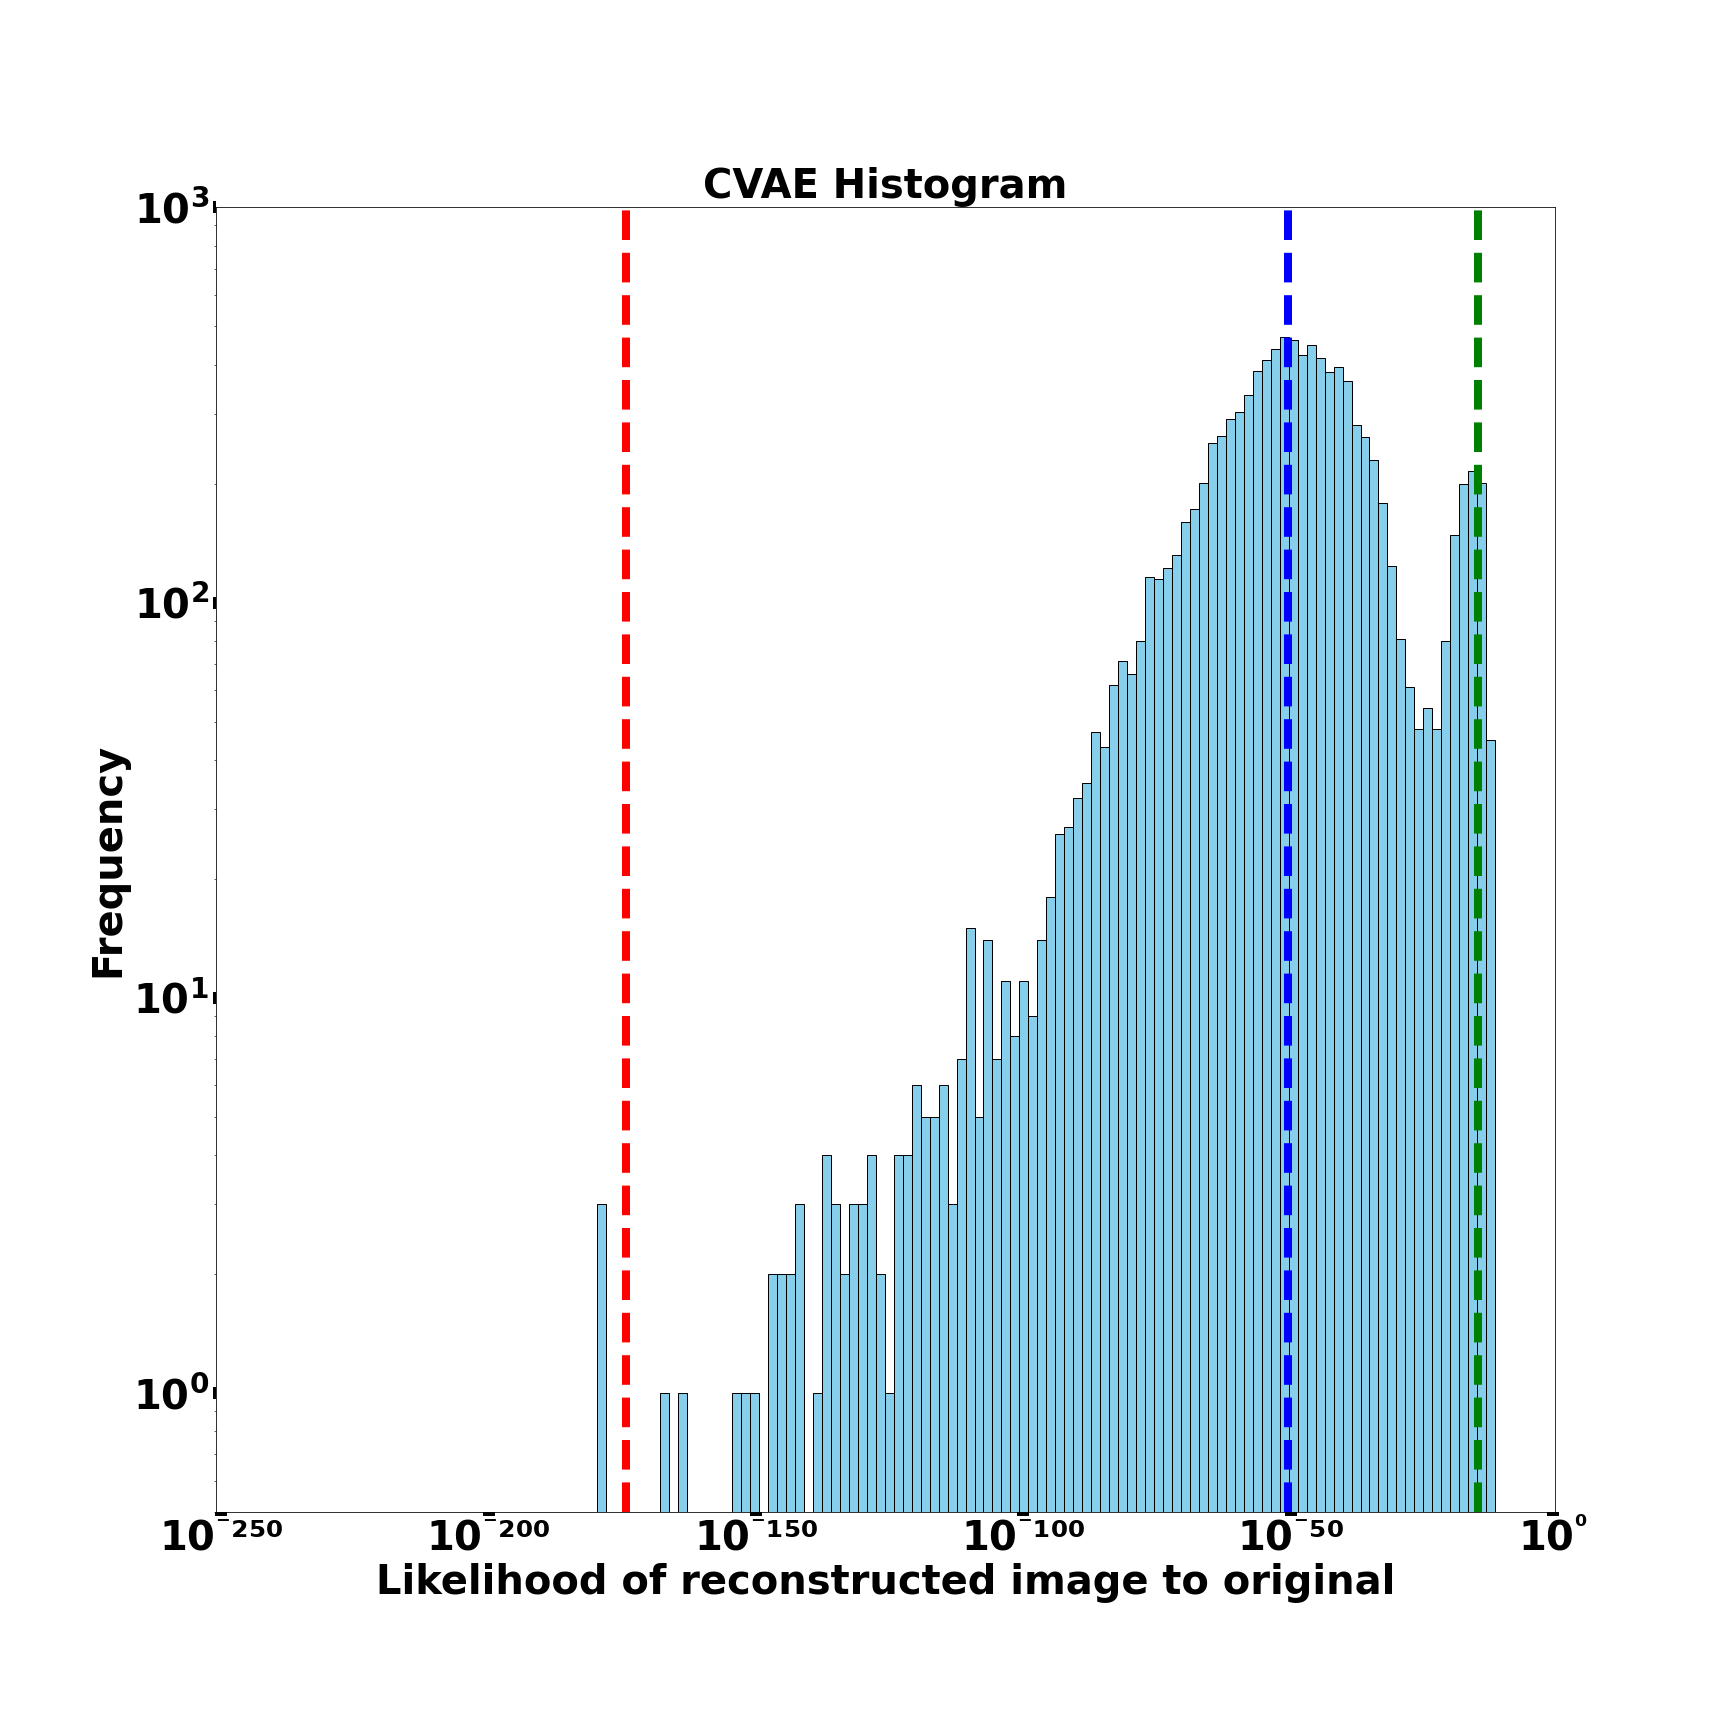 CVAE Histogram
10³
10²
10¹
10⁰
Frequency
10⁻²⁵⁰ 10⁻²⁰⁰ 10⁻¹⁵⁰ 10⁻¹⁰⁰ 10⁻⁵⁰ 10⁰
Likelihood of reconstructed image to original